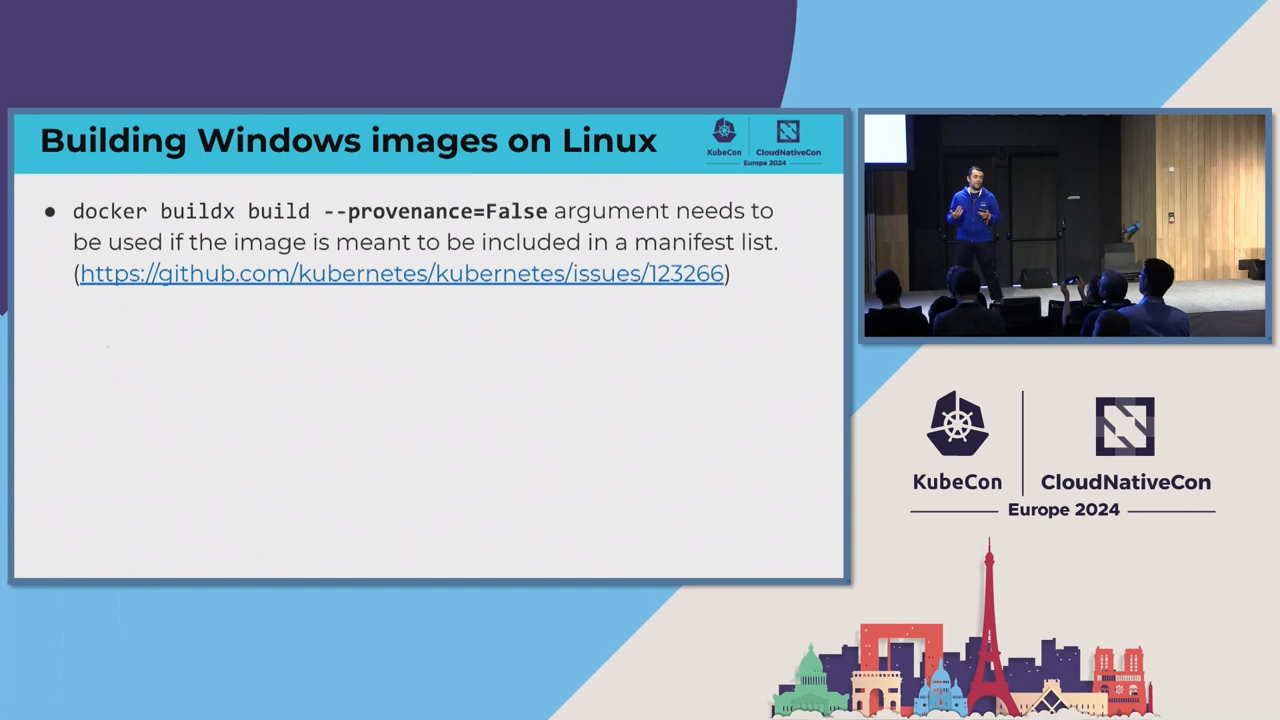 Building Windows images on Linux
KubeCon
CloudNativeCon
Europe 2024
● docker buildx build --provenance=False argument needs to
be used if the image is meant to be included in a manifest list.
(https://github.com/kubernetes/kubernetes/issues/123266)
KubeCon
CloudNativeCon
Europe 2024